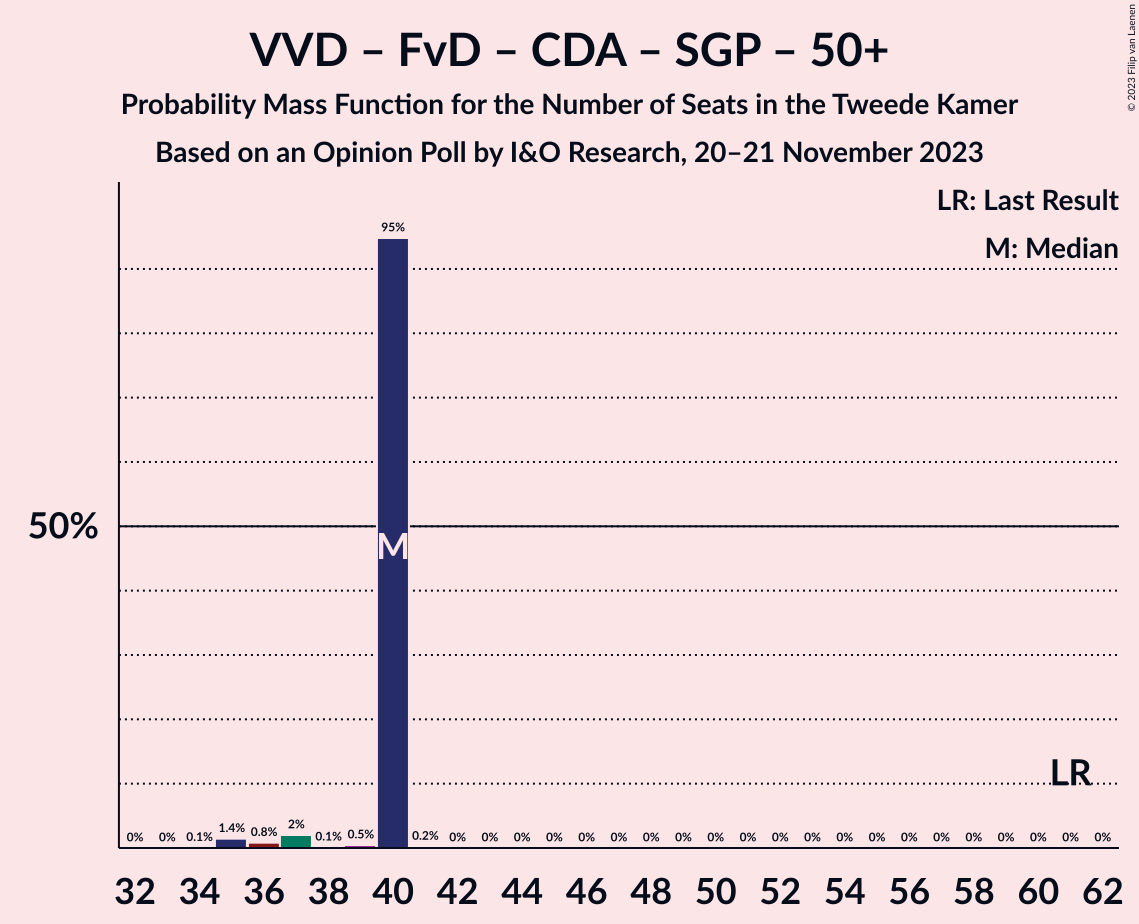 VVD – FvD – CDA – SGP – 50+
Probability Mass Function for the Number of Seats in the Tweede Kamer
Based on an Opinion Poll by I&O Research, 20–21 November 2023
© 2023 Filip van Laenen
LR: Last Result
M: Median
95%
50%
M
LR
0% 0% 0.1% 1.4% 0.8% 2% 0.1% 0.5% 0.2% 0% 0% 0% 0% 0% 0% 0% 0% 0% 0% 0% 0% 0% 0% 0% 0% 0% 0% 0% 0% 0%
32 34 36 38 40 42 44 46 48 50 52 54 56 58 60 62